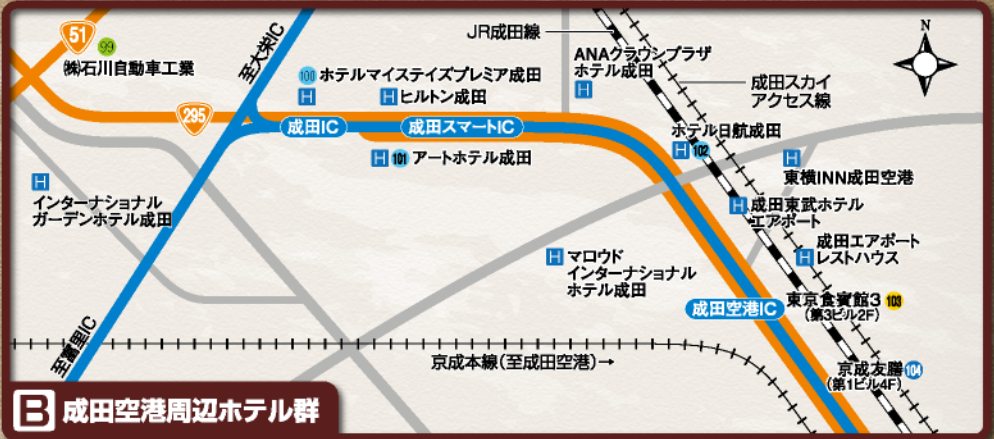 51
99
㈱石川自動車工業
至大栄IC
JR成田線
N
ANAクラウンプラザ
ホテル成田
100 ホテルマイステイズプレミア成田
H
H ヒルトン成田
H
成田スカイ
アクセス線
295
成田IC
成田スマートIC
ホテル日航成田
H 102
H 101 アートホテル成田
H
東横INN成田空港
H
インターナショナル
ガーデンホテル成田
H 成田東武ホテル
エアポート
H 成田エアポート
レストハウス
H マロウド
インターナショナル
ホテル成田
成田空港IC
東京食賓館3 103
(第3ビル2F)
至富里IC
京成本線(至成田空港)→
京成友膳 104
(第1ビル4F)
B 成田空港周辺ホテル群